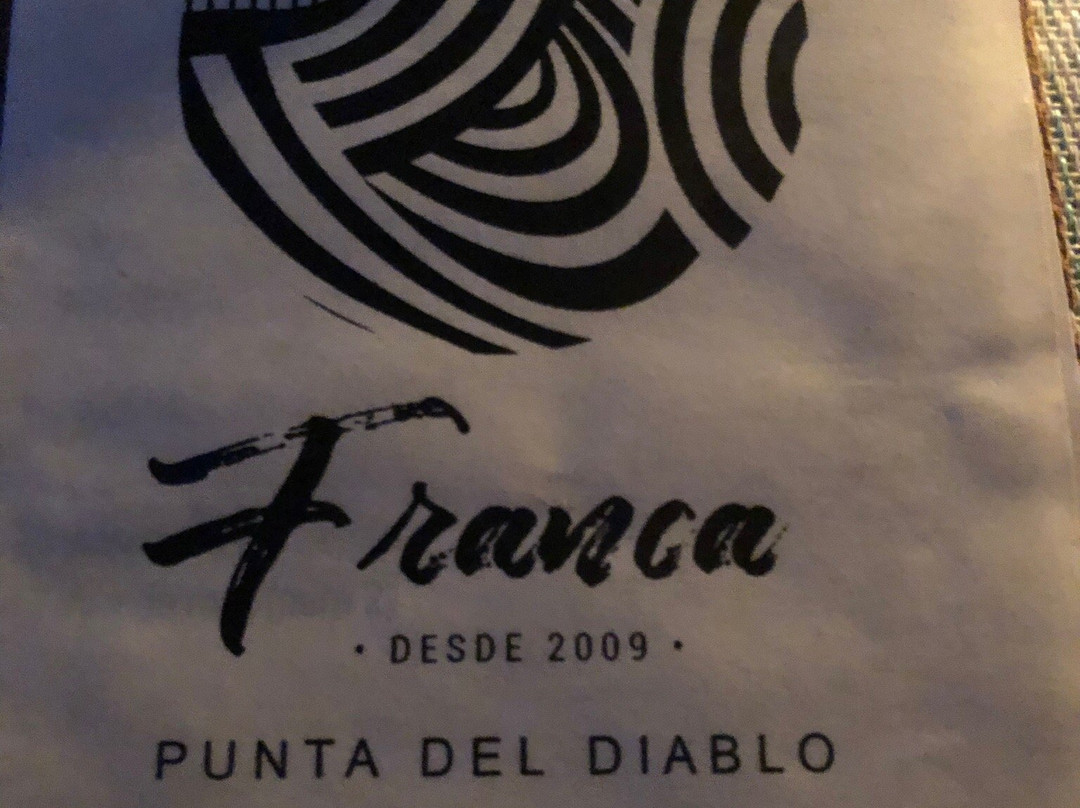 Franca
· DESDE 2009 ·
PUNTA DEL DIABLO